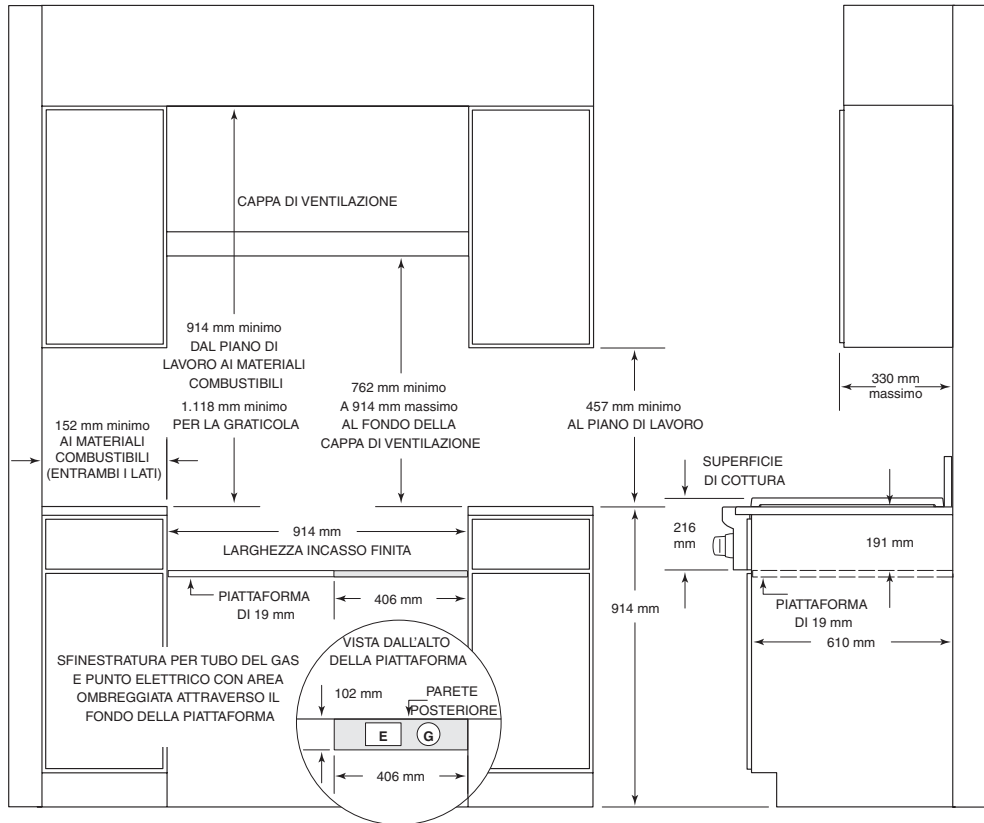 CAPPA DI VENTILAZIONE
914 mm minimo
DAL PIANO DI
LAVORO AI MATERIALI
COMBUSTIBILI
1.118 mm minimo
PER LA GRATICOLA
762 mm minimo
A 914 mm massimo
AL FONDO DELLA
CAPPA DI VENTILAZIONE
457 mm minimo
AL PIANO DI LAVORO
330 mm
massimo
152 mm minimo
AI MATERIALI
COMBUSTIBILI
(ENTRAMBI I LATI)
SUPERFICIE
DI COTTURA
914 mm
LARGHEZZA INCASSO FINITA
216
mm
191 mm
PIATTAFORMA
DI 19 mm
406 mm
914 mm
PIATTAFORMA
DI 19 mm
610 mm
SFINESTRATURA PER TUBO DEL GAS
E PUNTO ELETTRICO CON AREA
OMBREGGIATA ATTRAVERSO IL
FONDO DELLA PIATTAFORMA
VISTA DALL'ALTO
DELLA PIATTAFORMA
102 mm
PARETE
POSTERIORE
E
G
406 mm